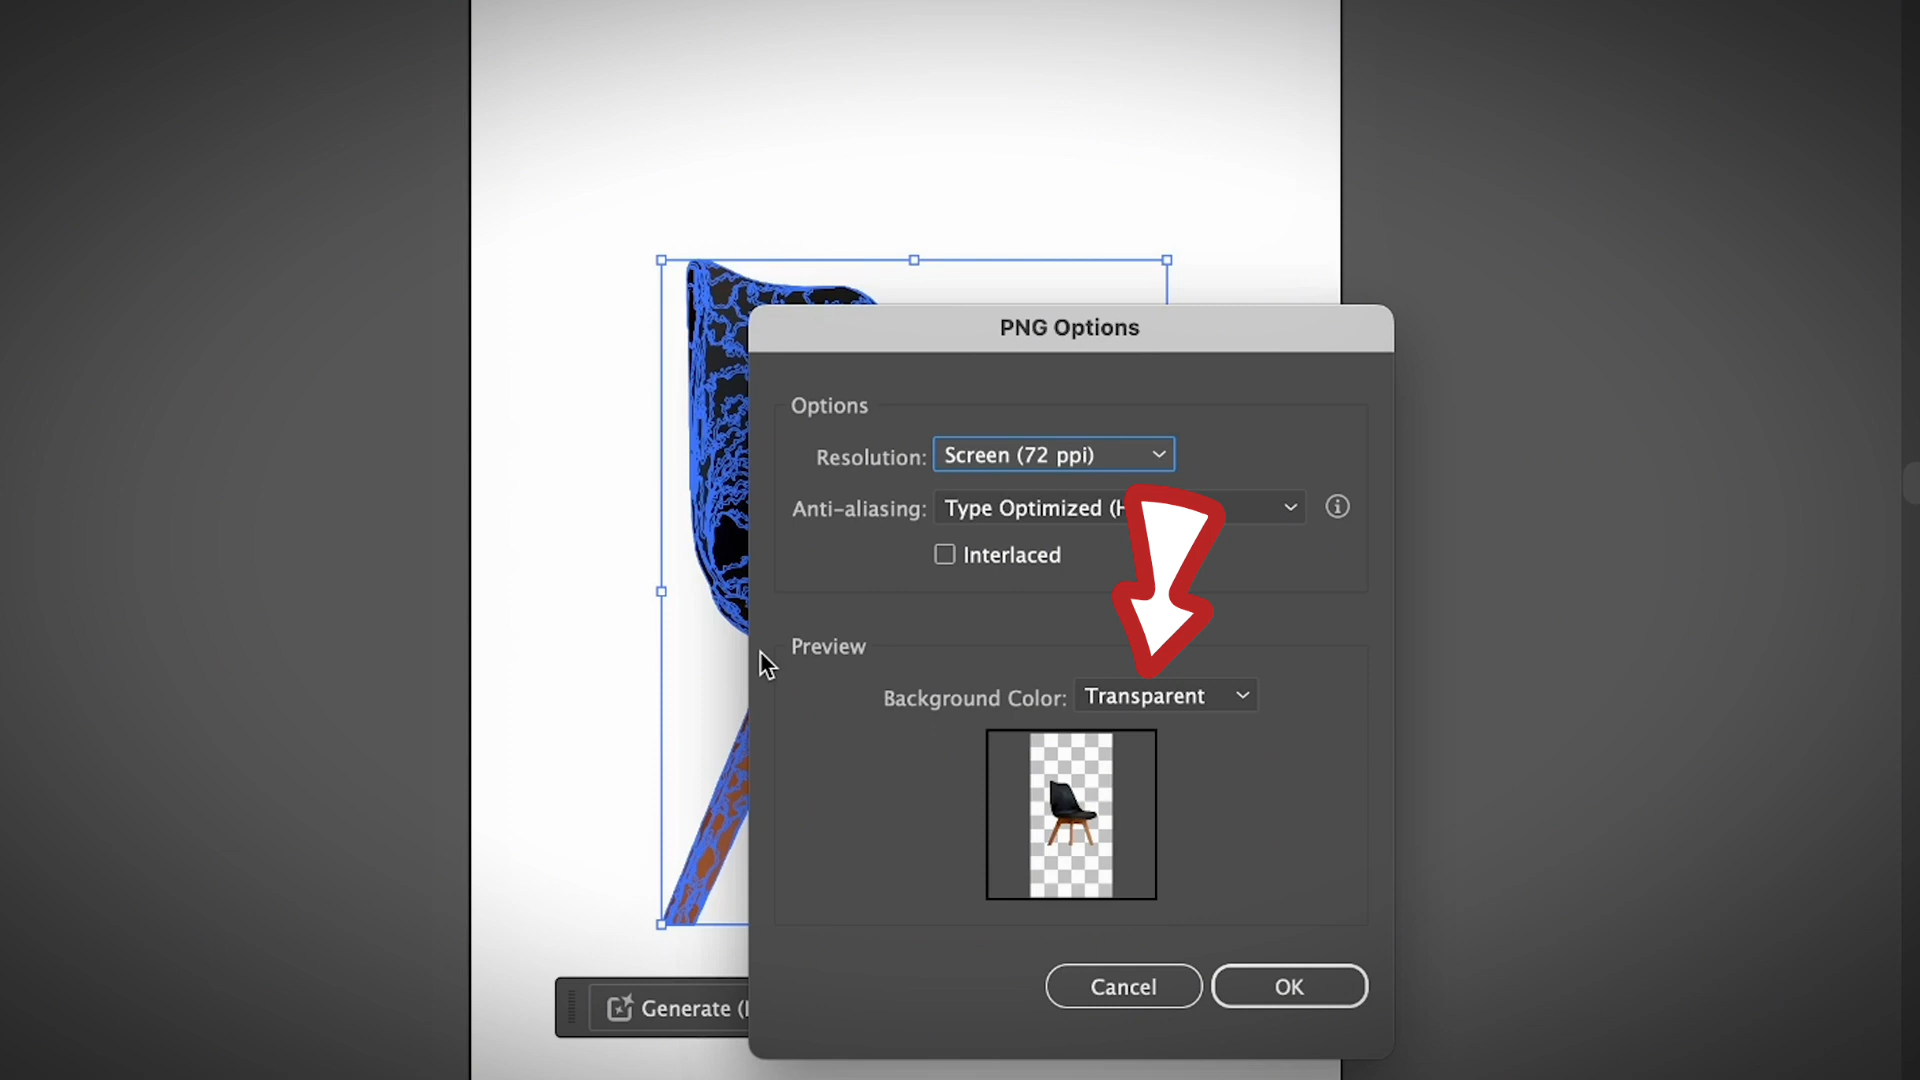 PNG Options
Options
Resolution: Screen (72 ppi)
Anti-aliasing: Type Optimized (H
Interlaced
Preview
Background Color: Transparent
Generate (
Cancel OK